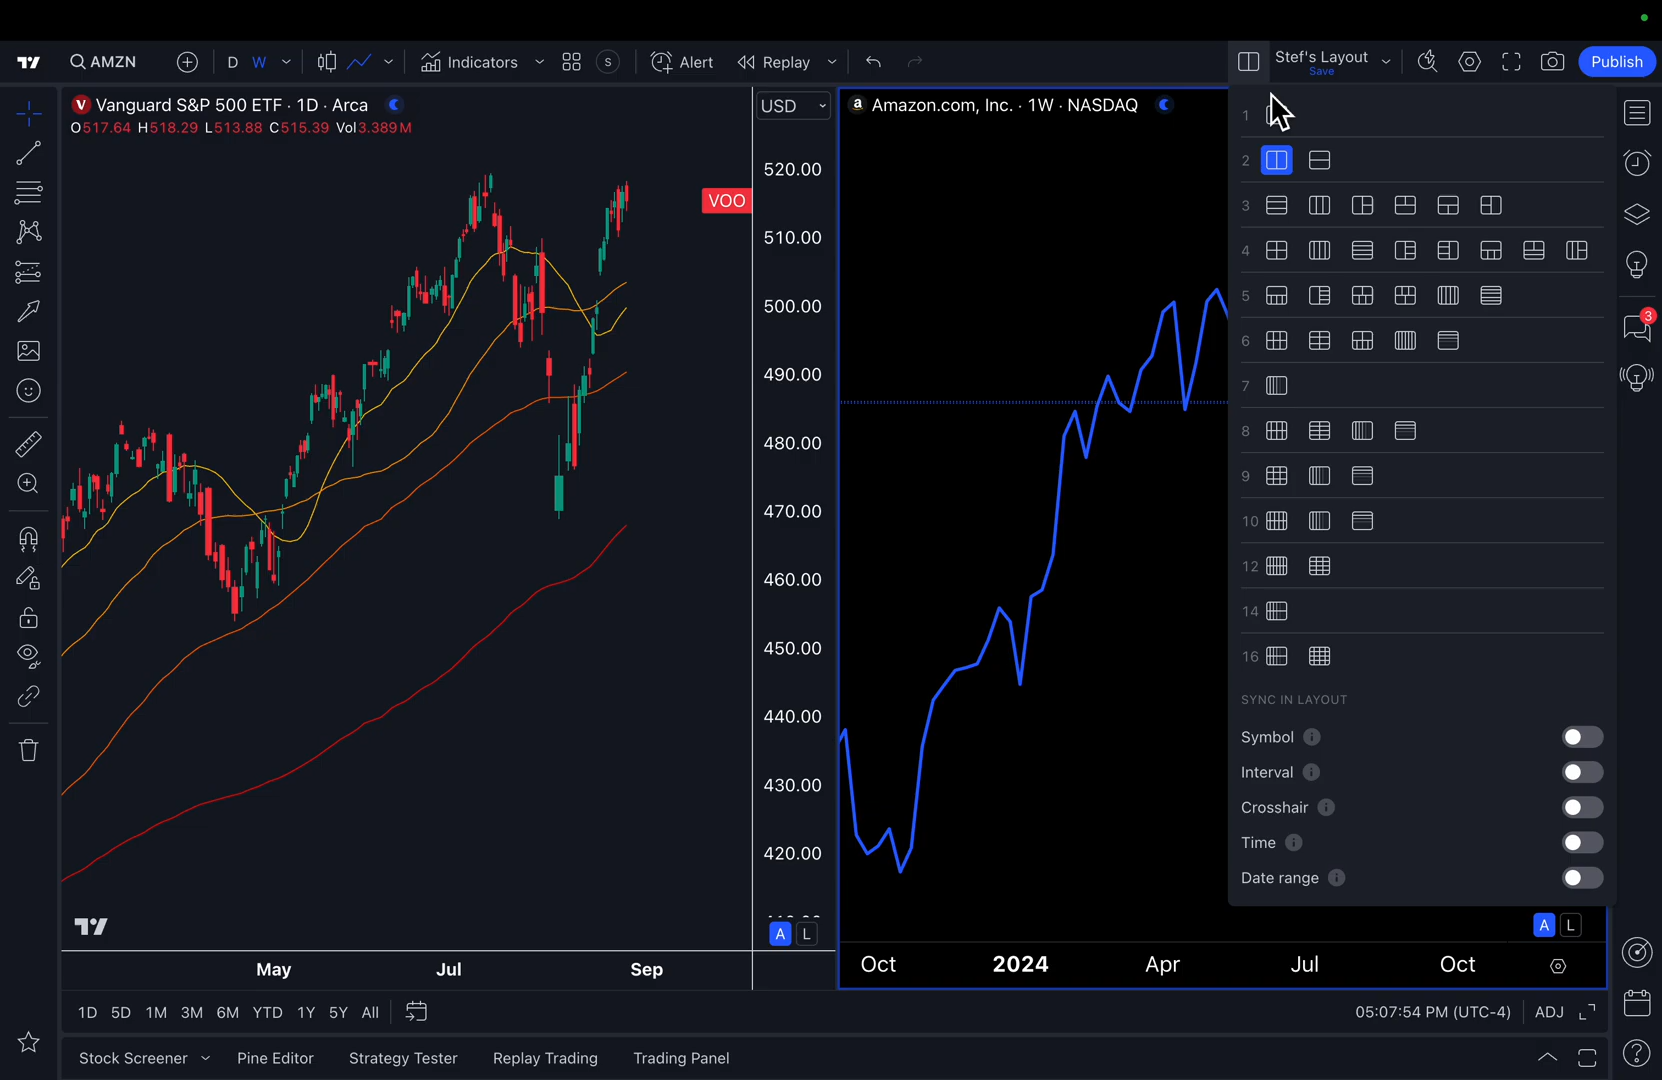 AMZN
D W
Indicators
S
Alert
Replay
Stef's Layout
Save
Publish
V Vanguard S&P 500 ETF · 1D · Arca
O517.64 H518.29 L513.88 C515.39 Vol3.389M
USD
520.00
VOO
510.00
500.00
490.00
480.00
470.00
460.00
450.00
440.00
430.00
420.00
A L
May Jul Sep
a Amazon.com, Inc. · 1W · NASDAQ
A L
Oct 2024 Apr Jul Oct
1
2
3
4
5
6
7
8
9
10
12
14
16
SYNC IN LAYOUT
Symbol
Interval
Crosshair
Time
Date range
3
1D 5D 1M 3M 6M YTD 1Y 5Y All
05:07:54 PM (UTC-4) ADJ
Stock Screener Pine Editor Strategy Tester Replay Trading Trading Panel